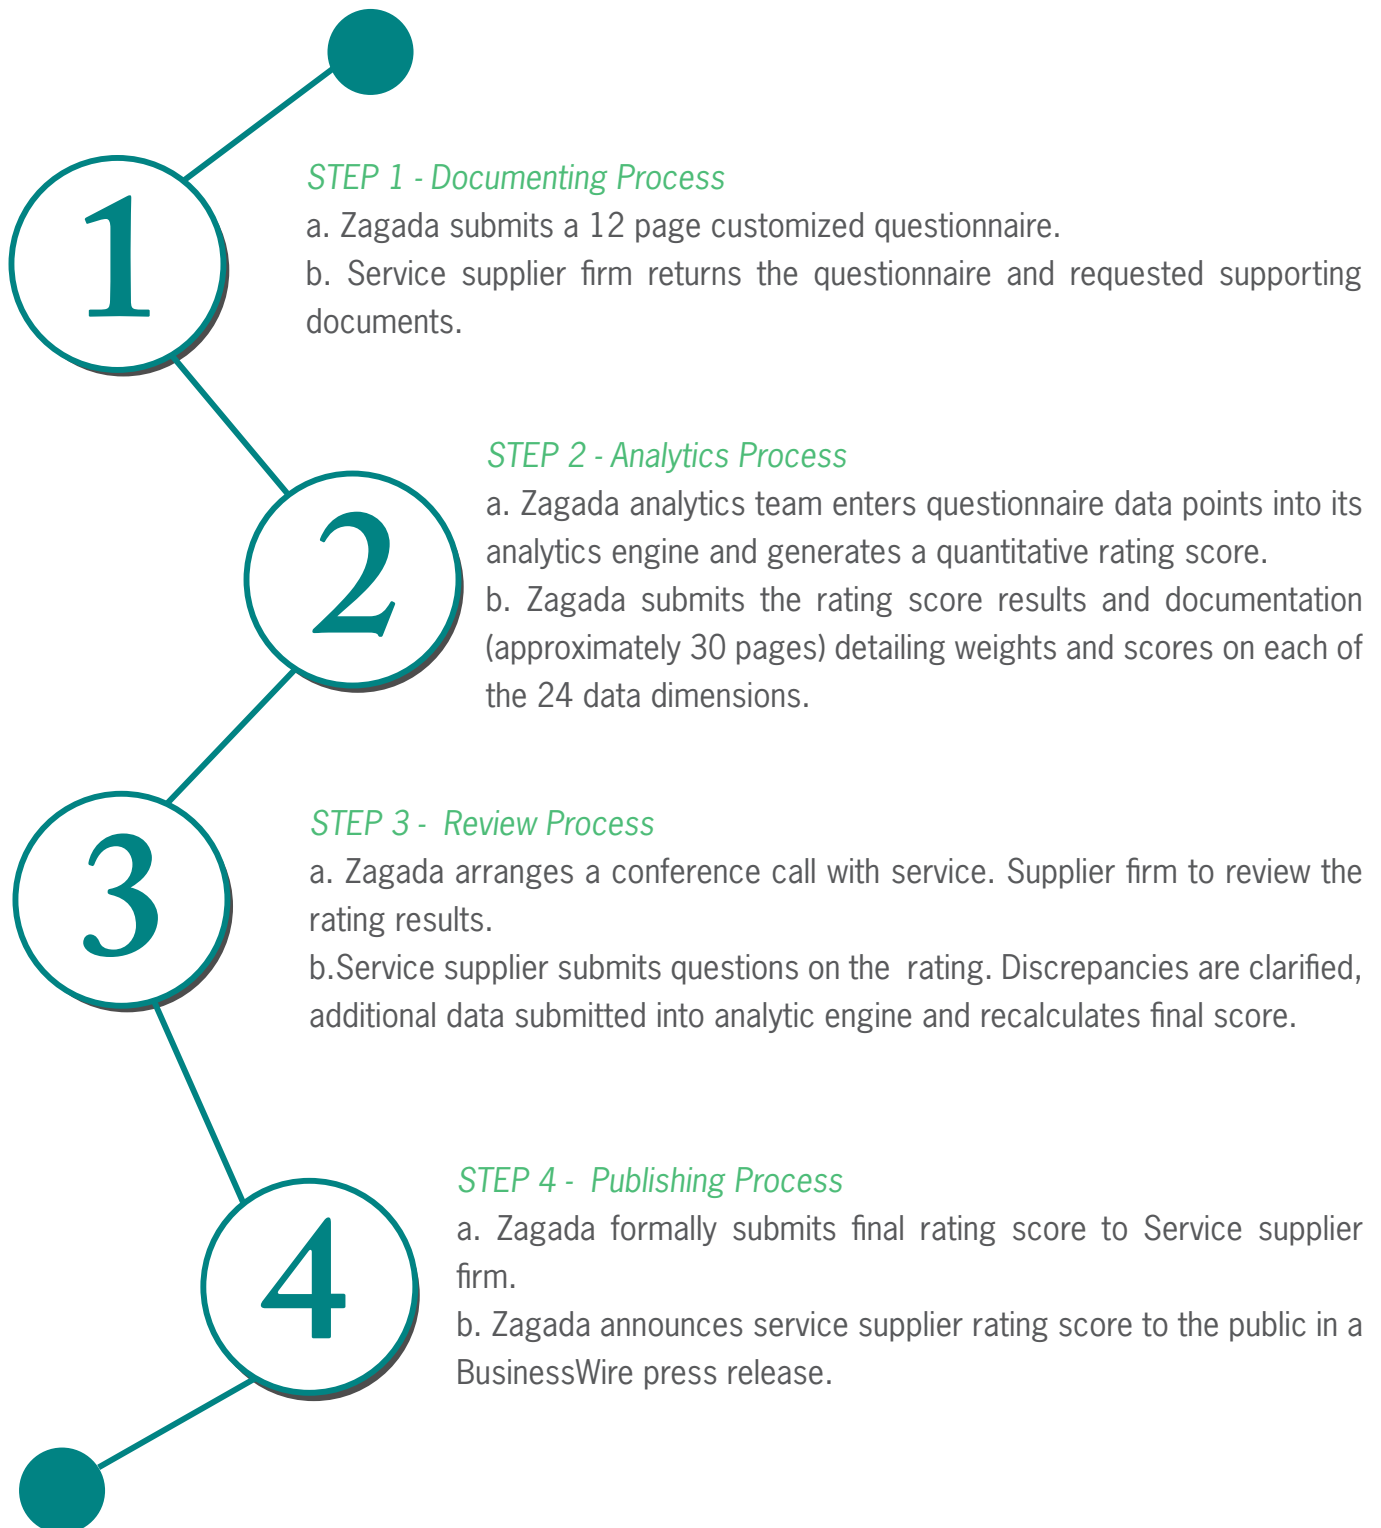 1
STEP 1 - Documenting Process
a. Zagada submits a 12 page customized questionnaire.
b. Service supplier firm returns the questionnaire and requested supporting
documents.
2
STEP 2 - Analytics Process
a. Zagada analytics team enters questionnaire data points into its
analytics engine and generates a quantitative rating score.
b. Zagada submits the rating score results and documentation
(approximately 30 pages) detailing weights and scores on each of
the 24 data dimensions.
3
STEP 3 -  Review Process
a. Zagada arranges a conference call with service. Supplier firm to review the
rating results.
b.Service supplier submits questions on the  rating. Discrepancies are clarified,
additional data submitted into analytic engine and recalculates final score.
4
STEP 4 -  Publishing Process
a. Zagada formally submits final rating score to Service supplier
firm.
b. Zagada announces service supplier rating score to the public in a
BusinessWire press release.